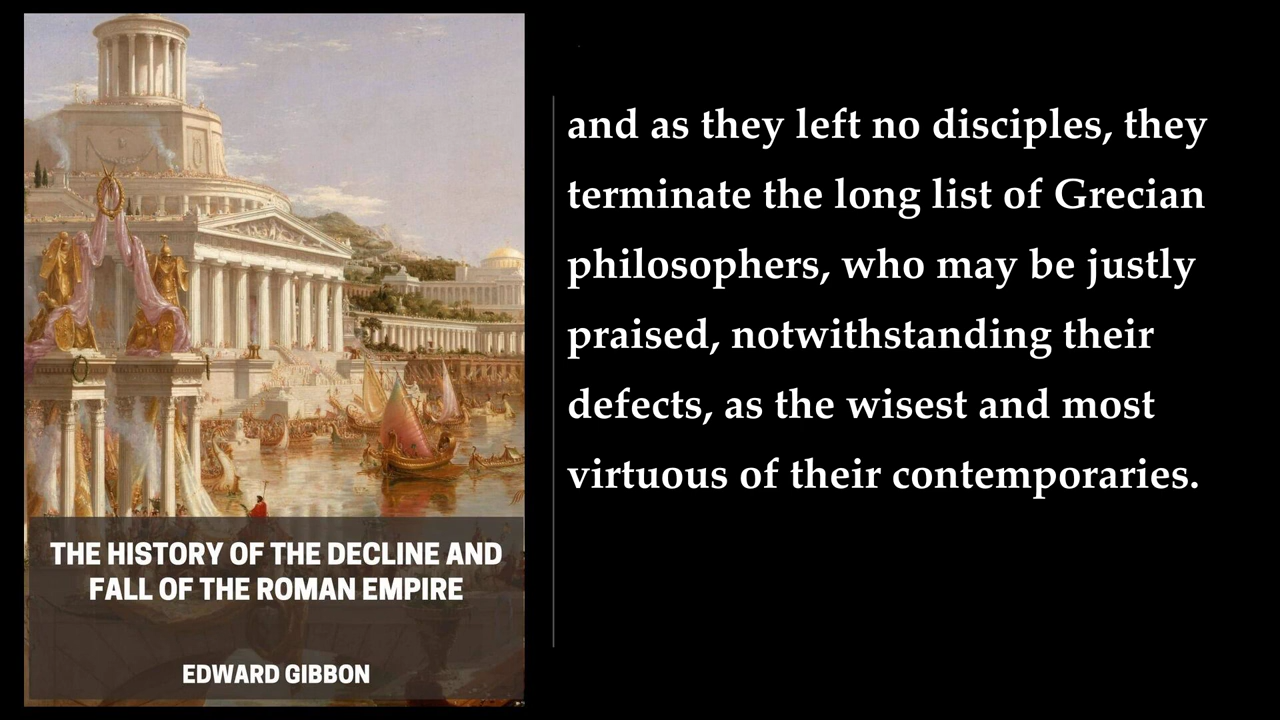 THE HISTORY OF THE DECLINE AND
FALL OF THE ROMAN EMPIRE
EDWARD GIBBON
and as they left no disciples, they
terminate the long list of Grecian
philosophers, who may be justly
praised, notwithstanding their
defects, as the wisest and most
virtuous of their contemporaries.